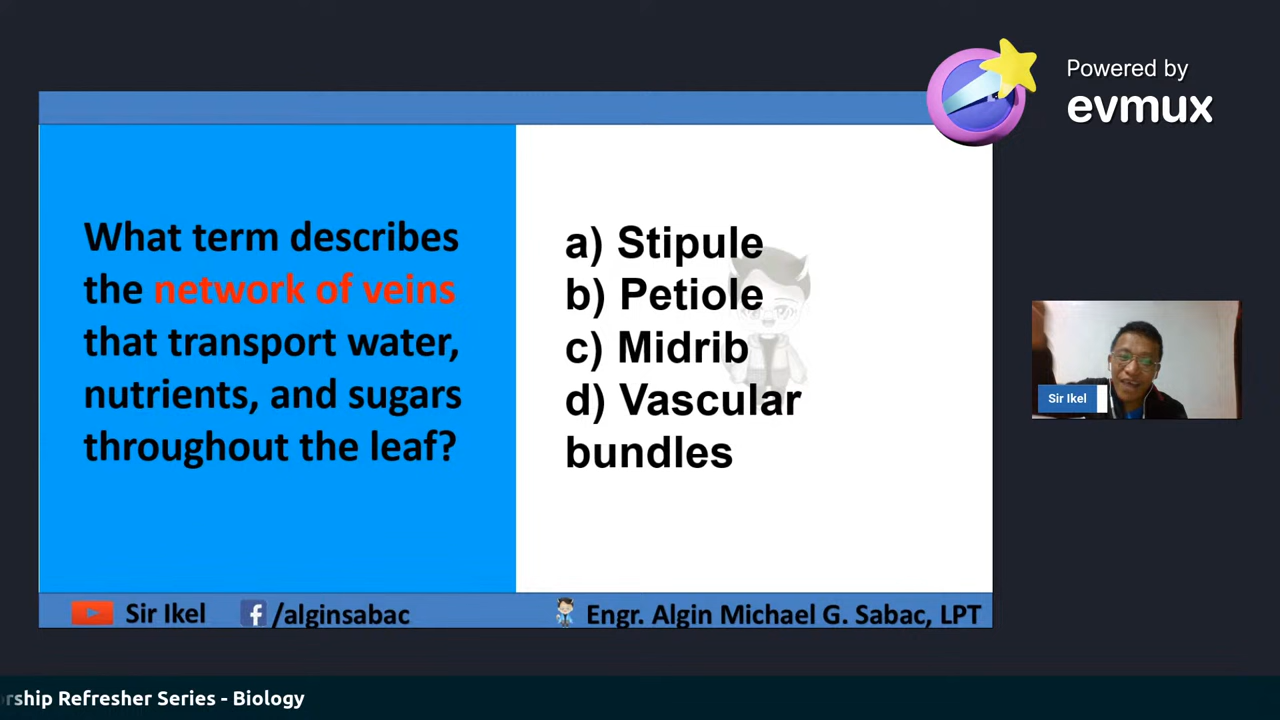 Powered by
evmux
What term describes
the network of veins
that transport water,
nutrients, and sugars
throughout the leaf?
a) Stipule
b) Petiole
c) Midrib
d) Vascular
bundles
Sir Ikel
Sir Ikel
/alginsabac
Engr. Algin Michael G. Sabac, LPT
Refresher Series - Biology